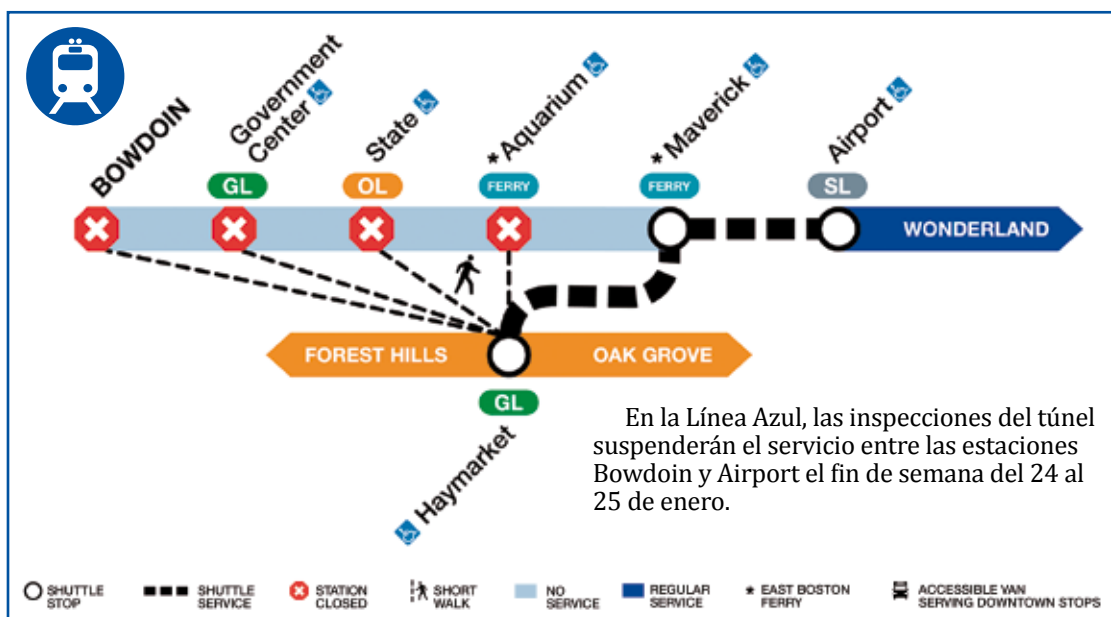 BOWDOIN
Government
Center
State
* Aquarium
* Maverick
Airport
GL
OL
FERRY
FERRY
SL
WONDERLAND
FOREST HILLS
OAK GROVE
GL
Haymarket
En la Línea Azul, las inspecciones del túnel
suspenderán el servicio entre las estaciones
Bowdoin y Airport el fin de semana del 24 al
25 de enero.
SHUTTLE
STOP
SHUTTLE
SERVICE
STATION
CLOSED
SHORT
WALK
NO
SERVICE
REGULAR
SERVICE
* EAST BOSTON
FERRY
ACCESSIBLE VAN
SERVING DOWNTOWN STOPS